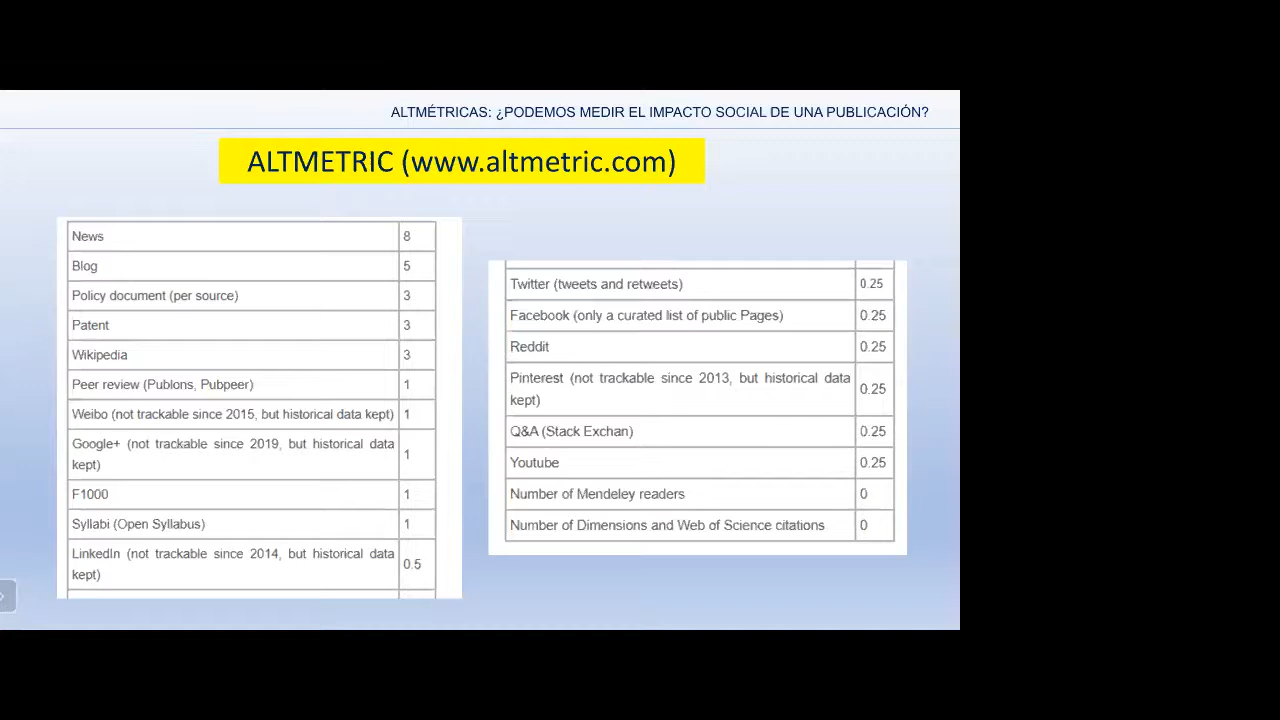 ALTMÉTRICAS: ¿PODEMOS MEDIR EL IMPACTO SOCIAL DE UNA PUBLICACIÓN?
ALTMETRIC (www.altmetric.com)
News 8
Blog 5
Policy document (per source) 3
Patent 3
Wikipedia 3
Peer review (Publons, Pubpeer) 1
Weibo (not trackable since 2015, but historical data kept) 1
Google+ (not trackable since 2019, but historical data
kept) 1
F1000 1
Syllabi (Open Syllabus) 1
LinkedIn (not trackable since 2014, but historical data
kept) 0.5
Twitter (tweets and retweets) 0.25
Facebook (only a curated list of public Pages) 0.25
Reddit 0.25
Pinterest (not trackable since 2013, but historical data
kept) 0.25
Q&A (Stack Exchan) 0.25
Youtube 0.25
Number of Mendeley readers 0
Number of Dimensions and Web of Science citations 0